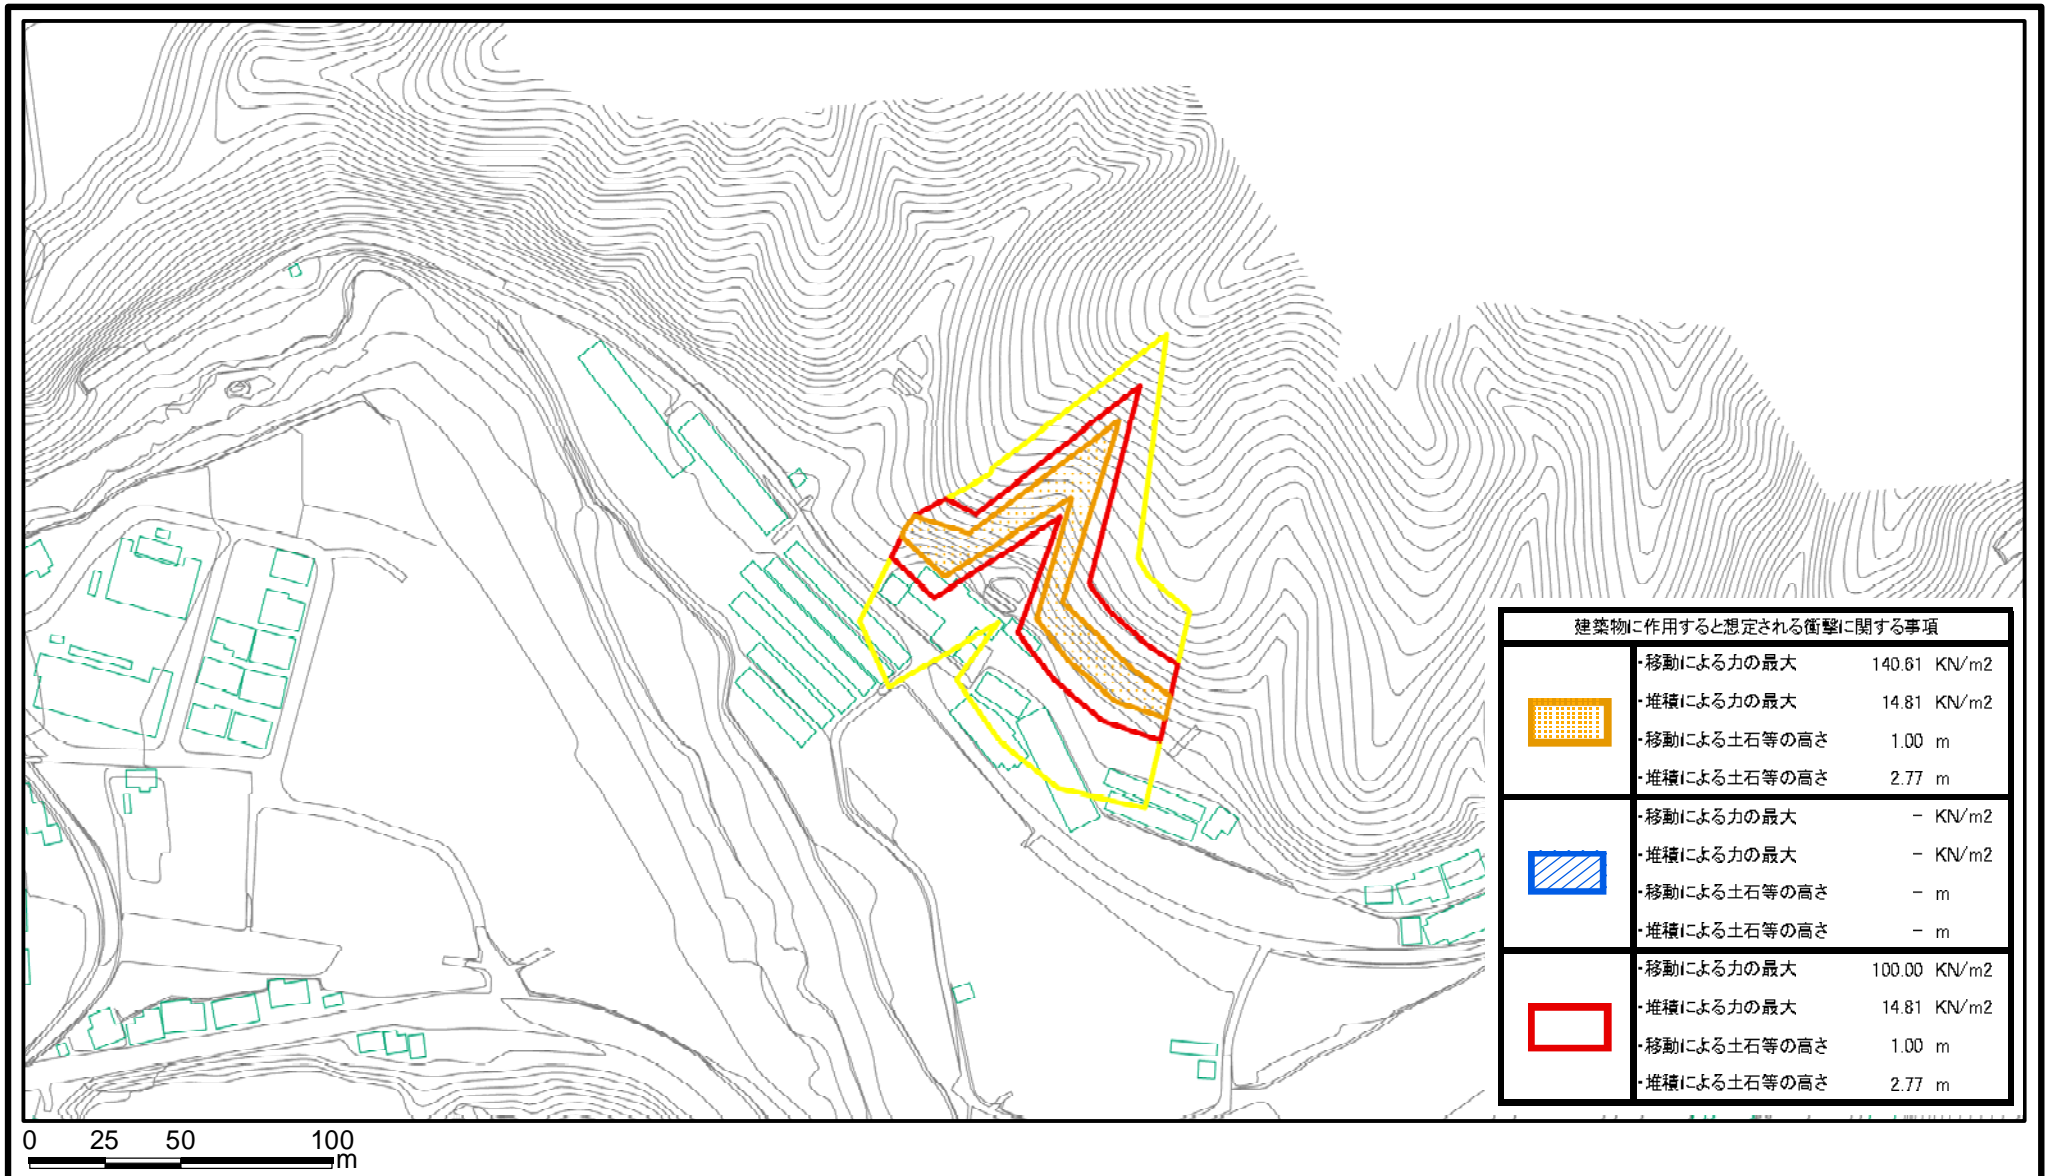 建築物に作用すると想定される衝撃に関する事項
・移動による力の最大 140.61 KN/m2
・堆積による力の最大 14.81 KN/m2
・移動による土石等の高さ 1.00 m
・堆積による土石等の高さ 2.77 m
・移動による力の最大 - KN/m2
・堆積による力の最大 - KN/m2
・移動による土石等の高さ - m
・堆積による土石等の高さ - m
・移動による力の最大 100.00 KN/m2
・堆積による力の最大 14.81 KN/m2
・移動による土石等の高さ 1.00 m
・堆積による土石等の高さ 2.77 m
0 25 50 100
m